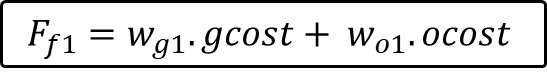 F_{f1} = w_{g1}. gcost + w_{o1}. ocost